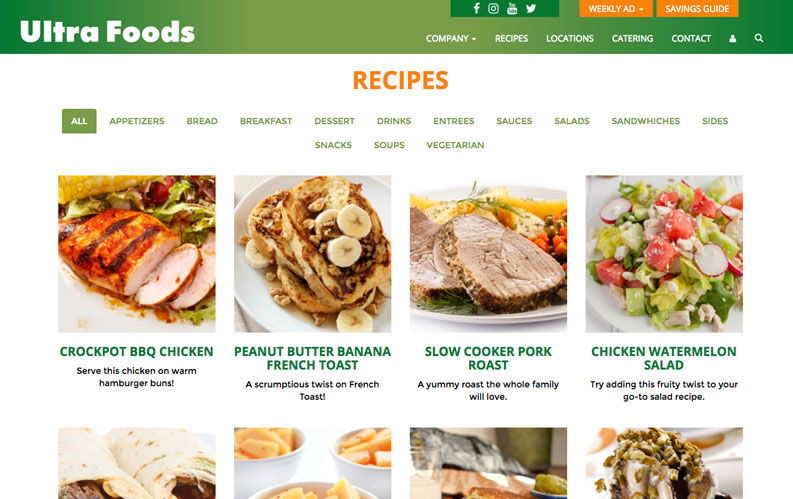 WEEKLY AD
SAVINGS GUIDE
Ultra Foods
COMPANY
RECIPES
LOCATIONS
CATERING
CONTACT
RECIPES
ALL
APPETIZERS
BREAD
BREAKFAST
DESSERT
DRINKS
ENTREES
SAUCES
SALADS
SANDWHICHES
SIDES
SNACKS
SOUPS
VEGETARIAN
CROCKPOT BBQ CHICKEN
Serve this chicken on warm
hamburger buns!
PEANUT BUTTER BANANA
FRENCH TOAST
A scrumptious twist on French
Toast!
SLOW COOKER PORK
ROAST
A yummy roast the whole family
will love.
CHICKEN WATERMELON
SALAD
Try adding this fruity twist to your
go-to salad recipe.